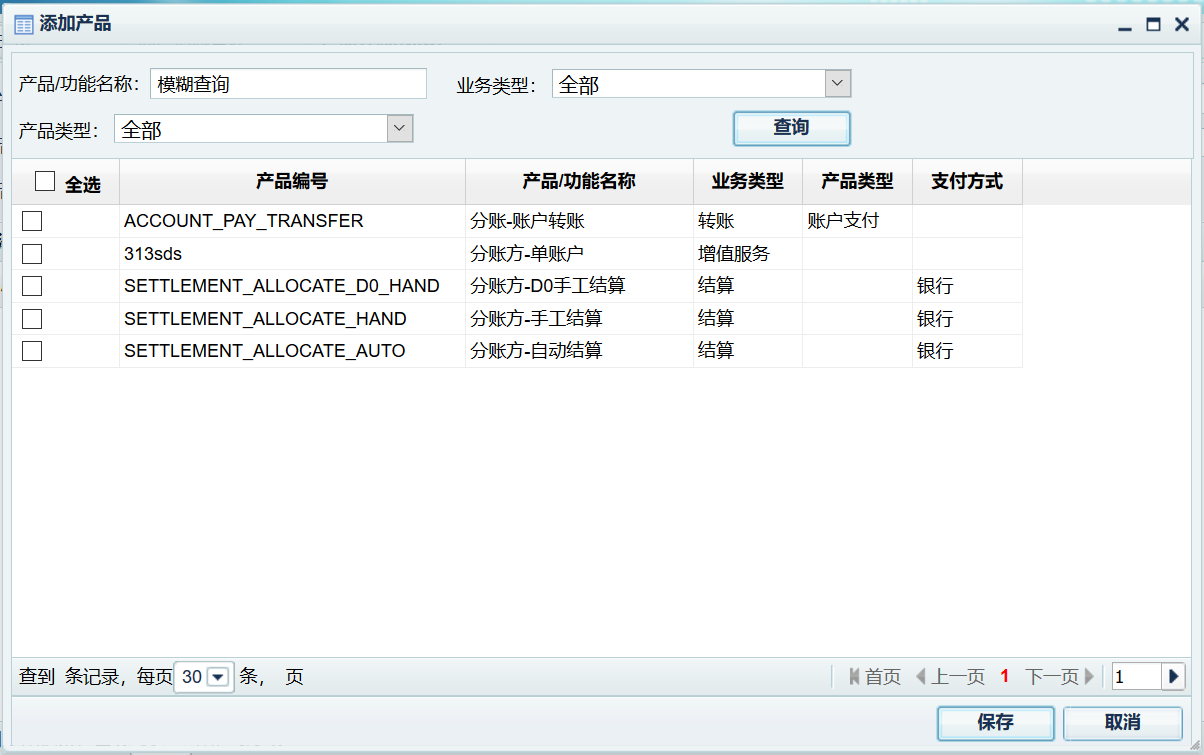 添加产品
产品/功能名称： 模糊查询 业务类型： 全部
产品类型： 全部 查询
全选 产品编号 产品/功能名称 业务类型 产品类型 支付方式
ACCOUNT_PAY_TRANSFER 分账-账户转账 转账 账户支付
313sds 分账方-单账户 增值服务
SETTLEMENT_ALLOCATE_D0_HAND 分账方-D0手工结算 结算 银行
SETTLEMENT_ALLOCATE_HAND 分账方-手工结算 结算 银行
SETTLEMENT_ALLOCATE_AUTO 分账方-自动结算 结算 银行
查到 条记录，每页 30 条， 页 首页 上一页 1 下一页 1
保存 取消